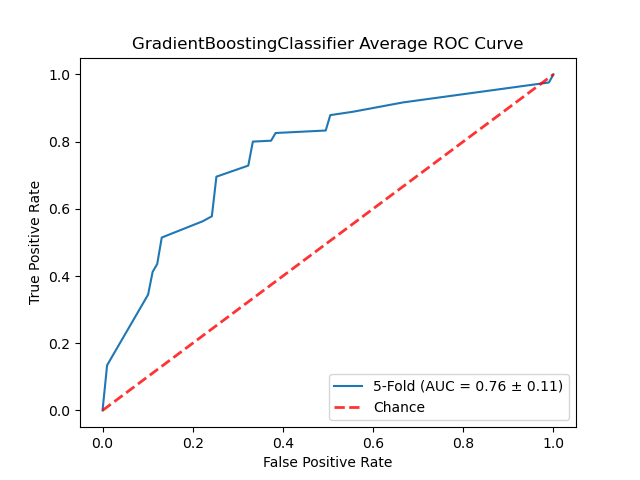 GradientBoostingClassifier Average ROC Curve
1.0
0.8
0.6
0.4
0.2
0.0
True Positive Rate
5-Fold (AUC = 0.76 ± 0.11)
Chance
0.0 0.2 0.4 0.6 0.8 1.0
False Positive Rate